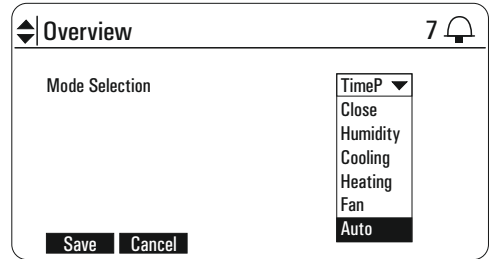 Overview 7
Mode Selection TimeP
Close
Humidity
Cooling
Heating
Fan
Auto
Save Cancel